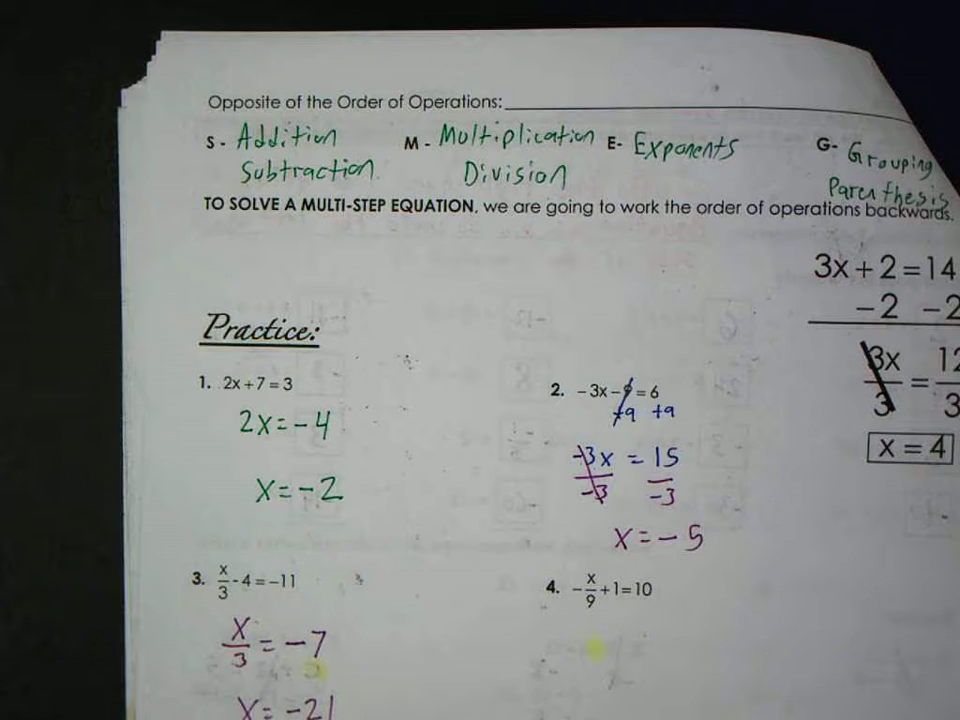 Opposite of the Order of Operations:
S - Addition M - Multiplication E- Exponents G- Grouping
Subtraction Division Parenthesis
TO SOLVE A MULTI-STEP EQUATION, we are going to work the order of operations backwards.
3x + 2 = 14
-2 -2
3x/3 = 12/3
x = 4
Practice:
1. 2x + 7 = 3
2x = -4
x = -2
2. -3x - 9 = 6
+9 +9
-3x/-3 = 15/-3
x = -5
3. x/3 - 4 = -11
x/3 = -7
x = -21
4. -x/9 + 1 = 10